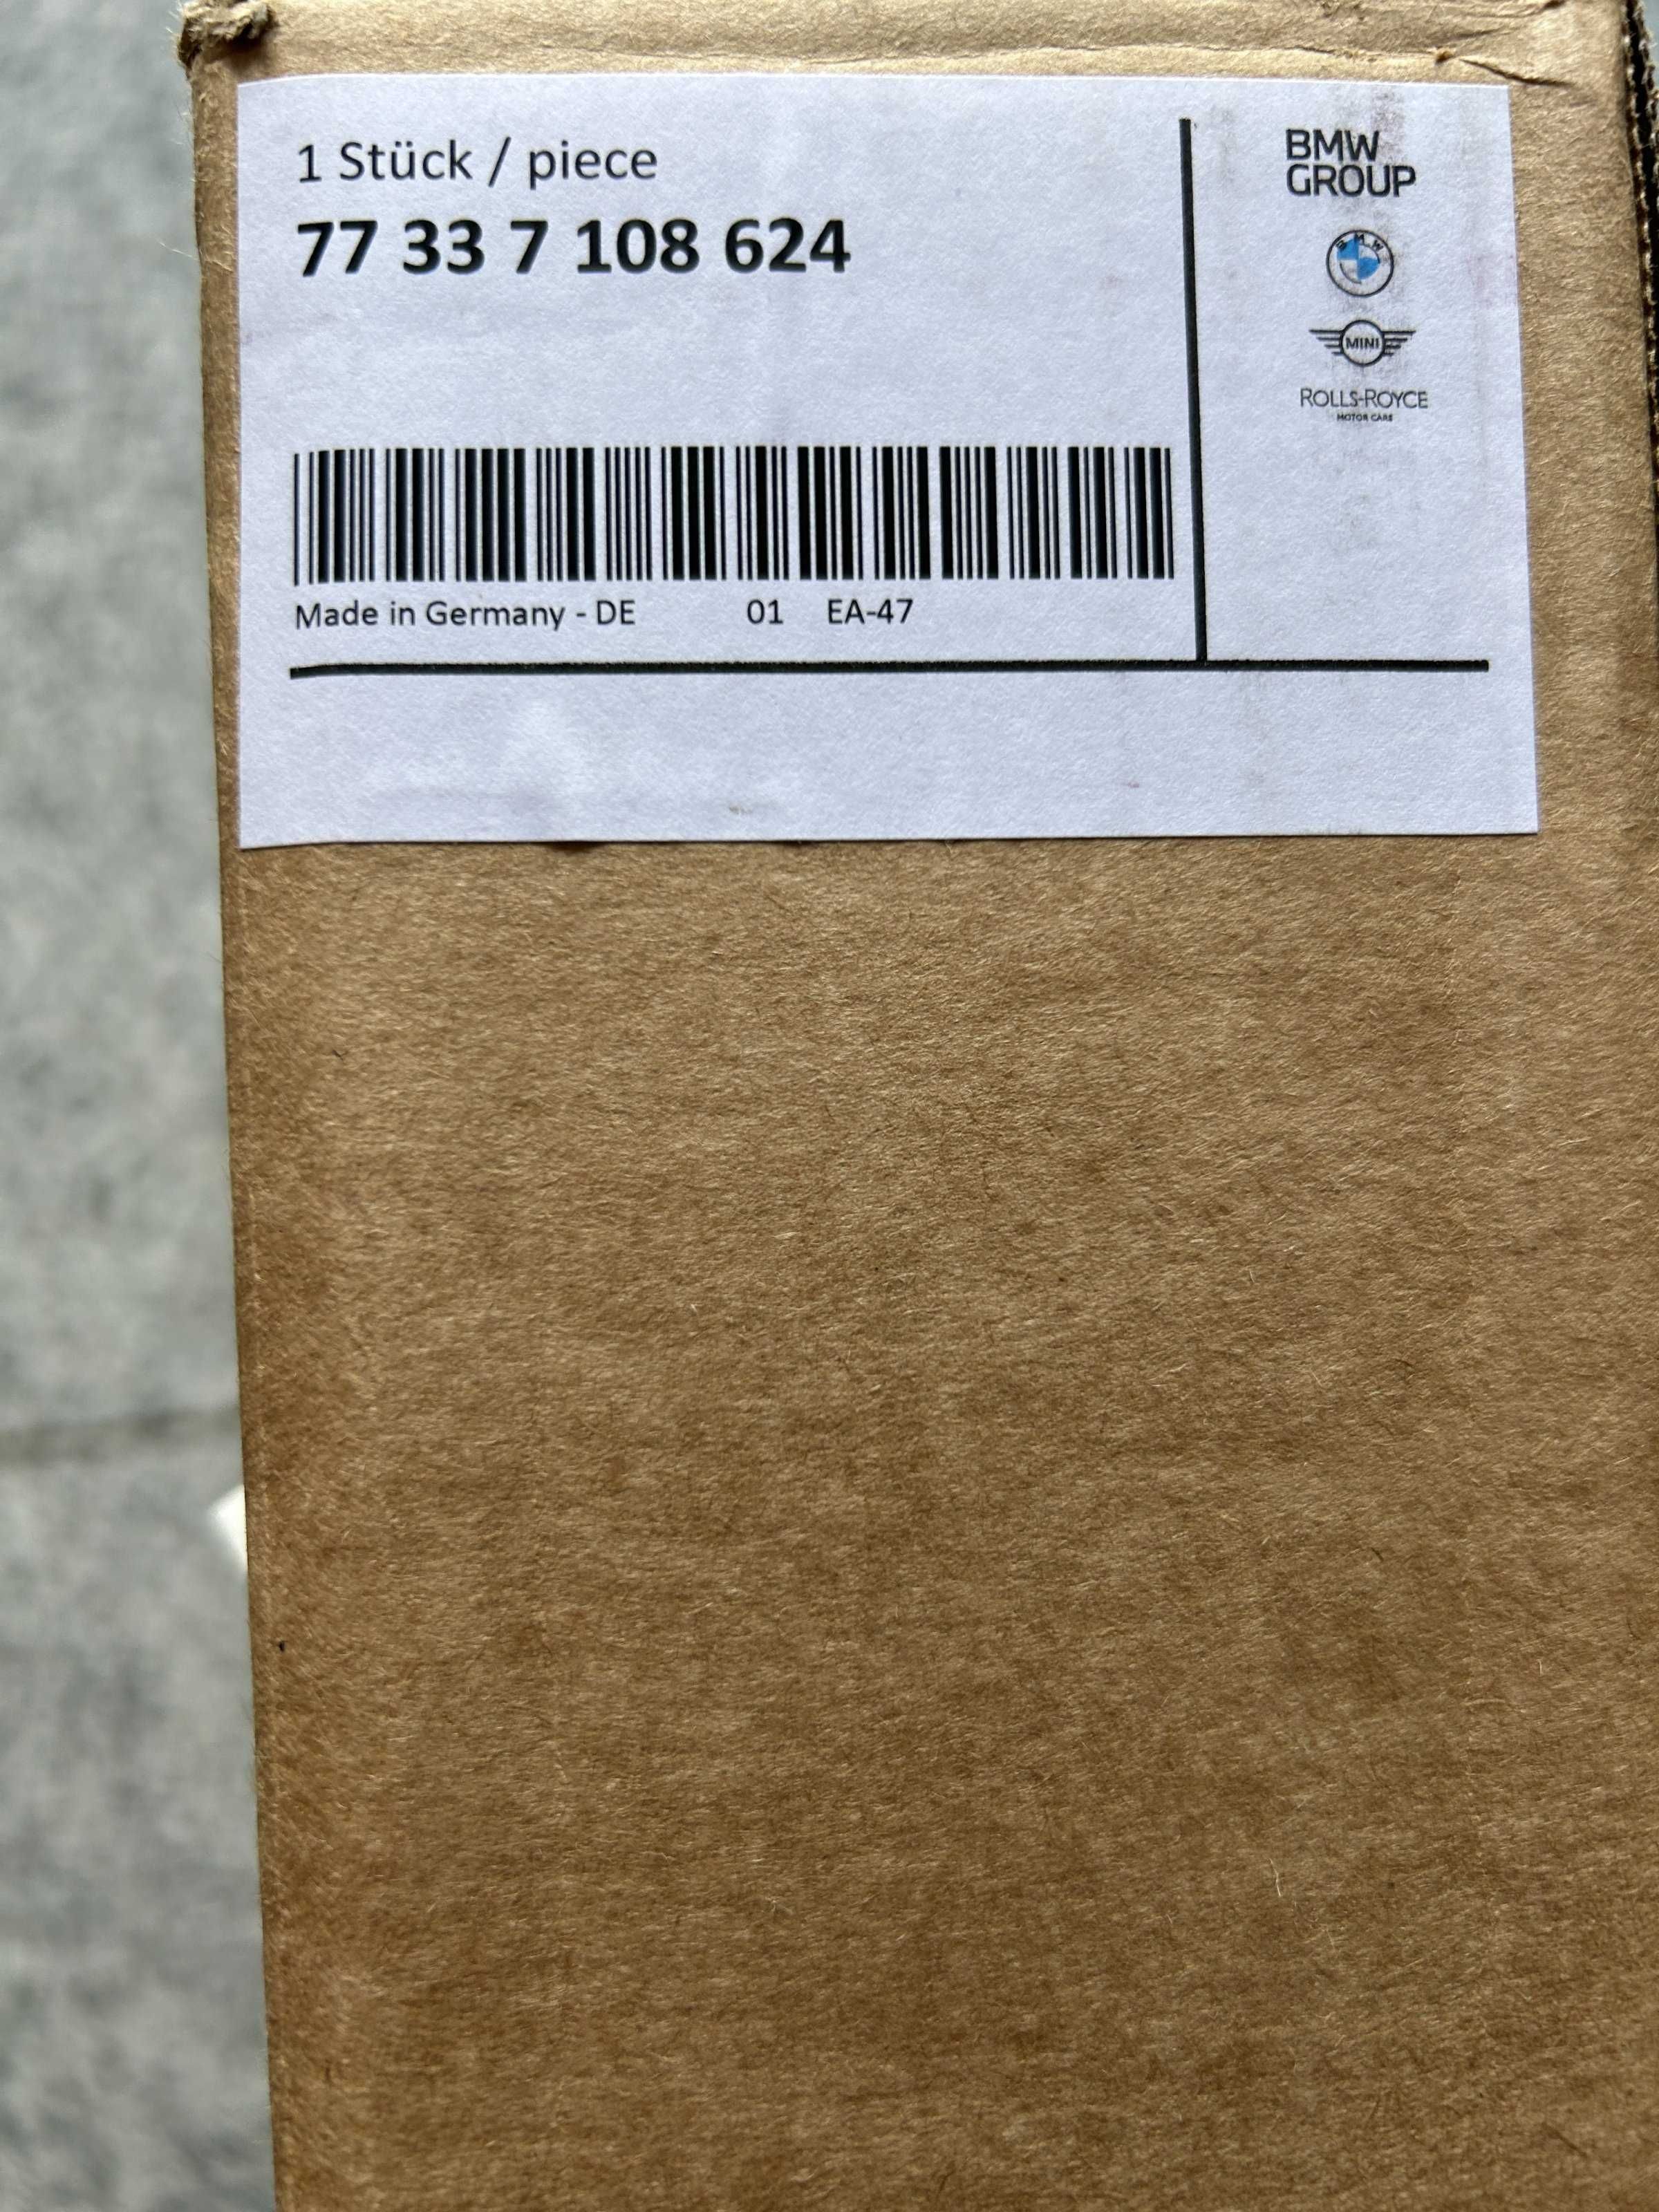 1 Stück / piece
77 33 7 108 624
Made in Germany - DE 01 EA-47
BMW
GROUP
BMW
MINI
ROLLS-ROYCE
MOTOR CARS